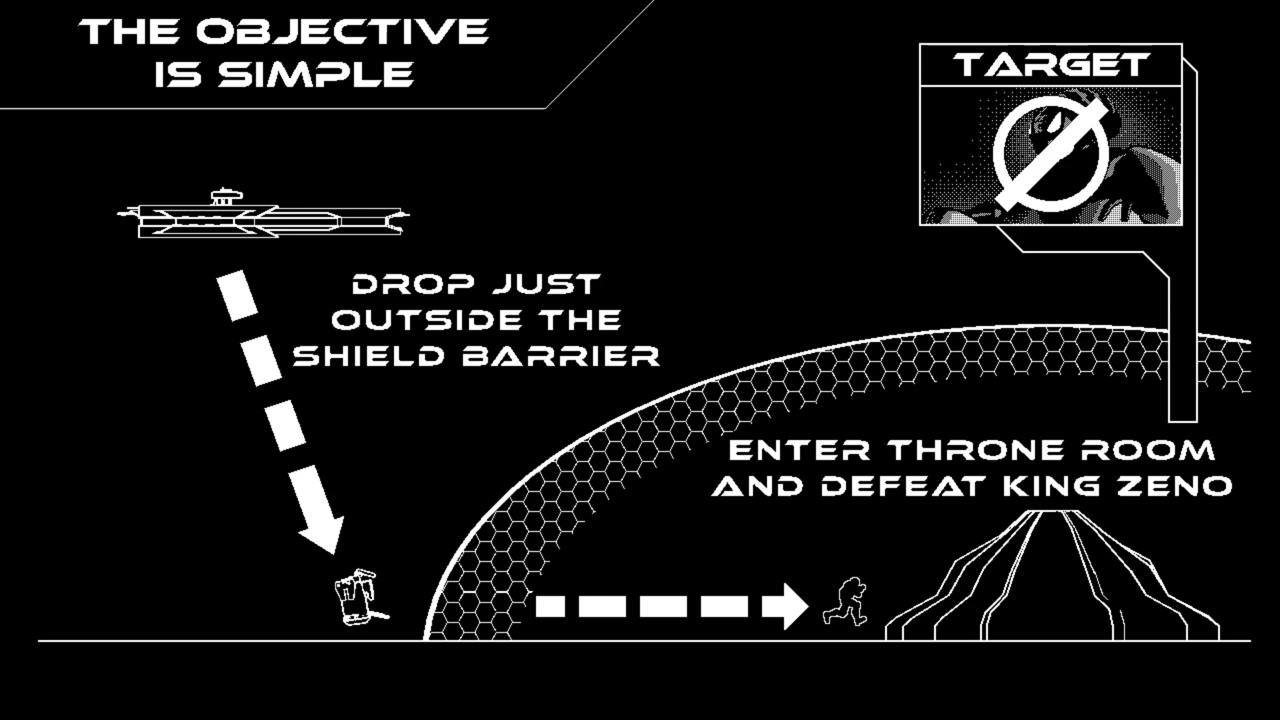 THE OBJECTIVE
IS SIMPLE
TARGET
DROP JUST
OUTSIDE THE
SHIELD BARRIER
ENTER THRONE ROOM
AND DEFEAT KING ZENO